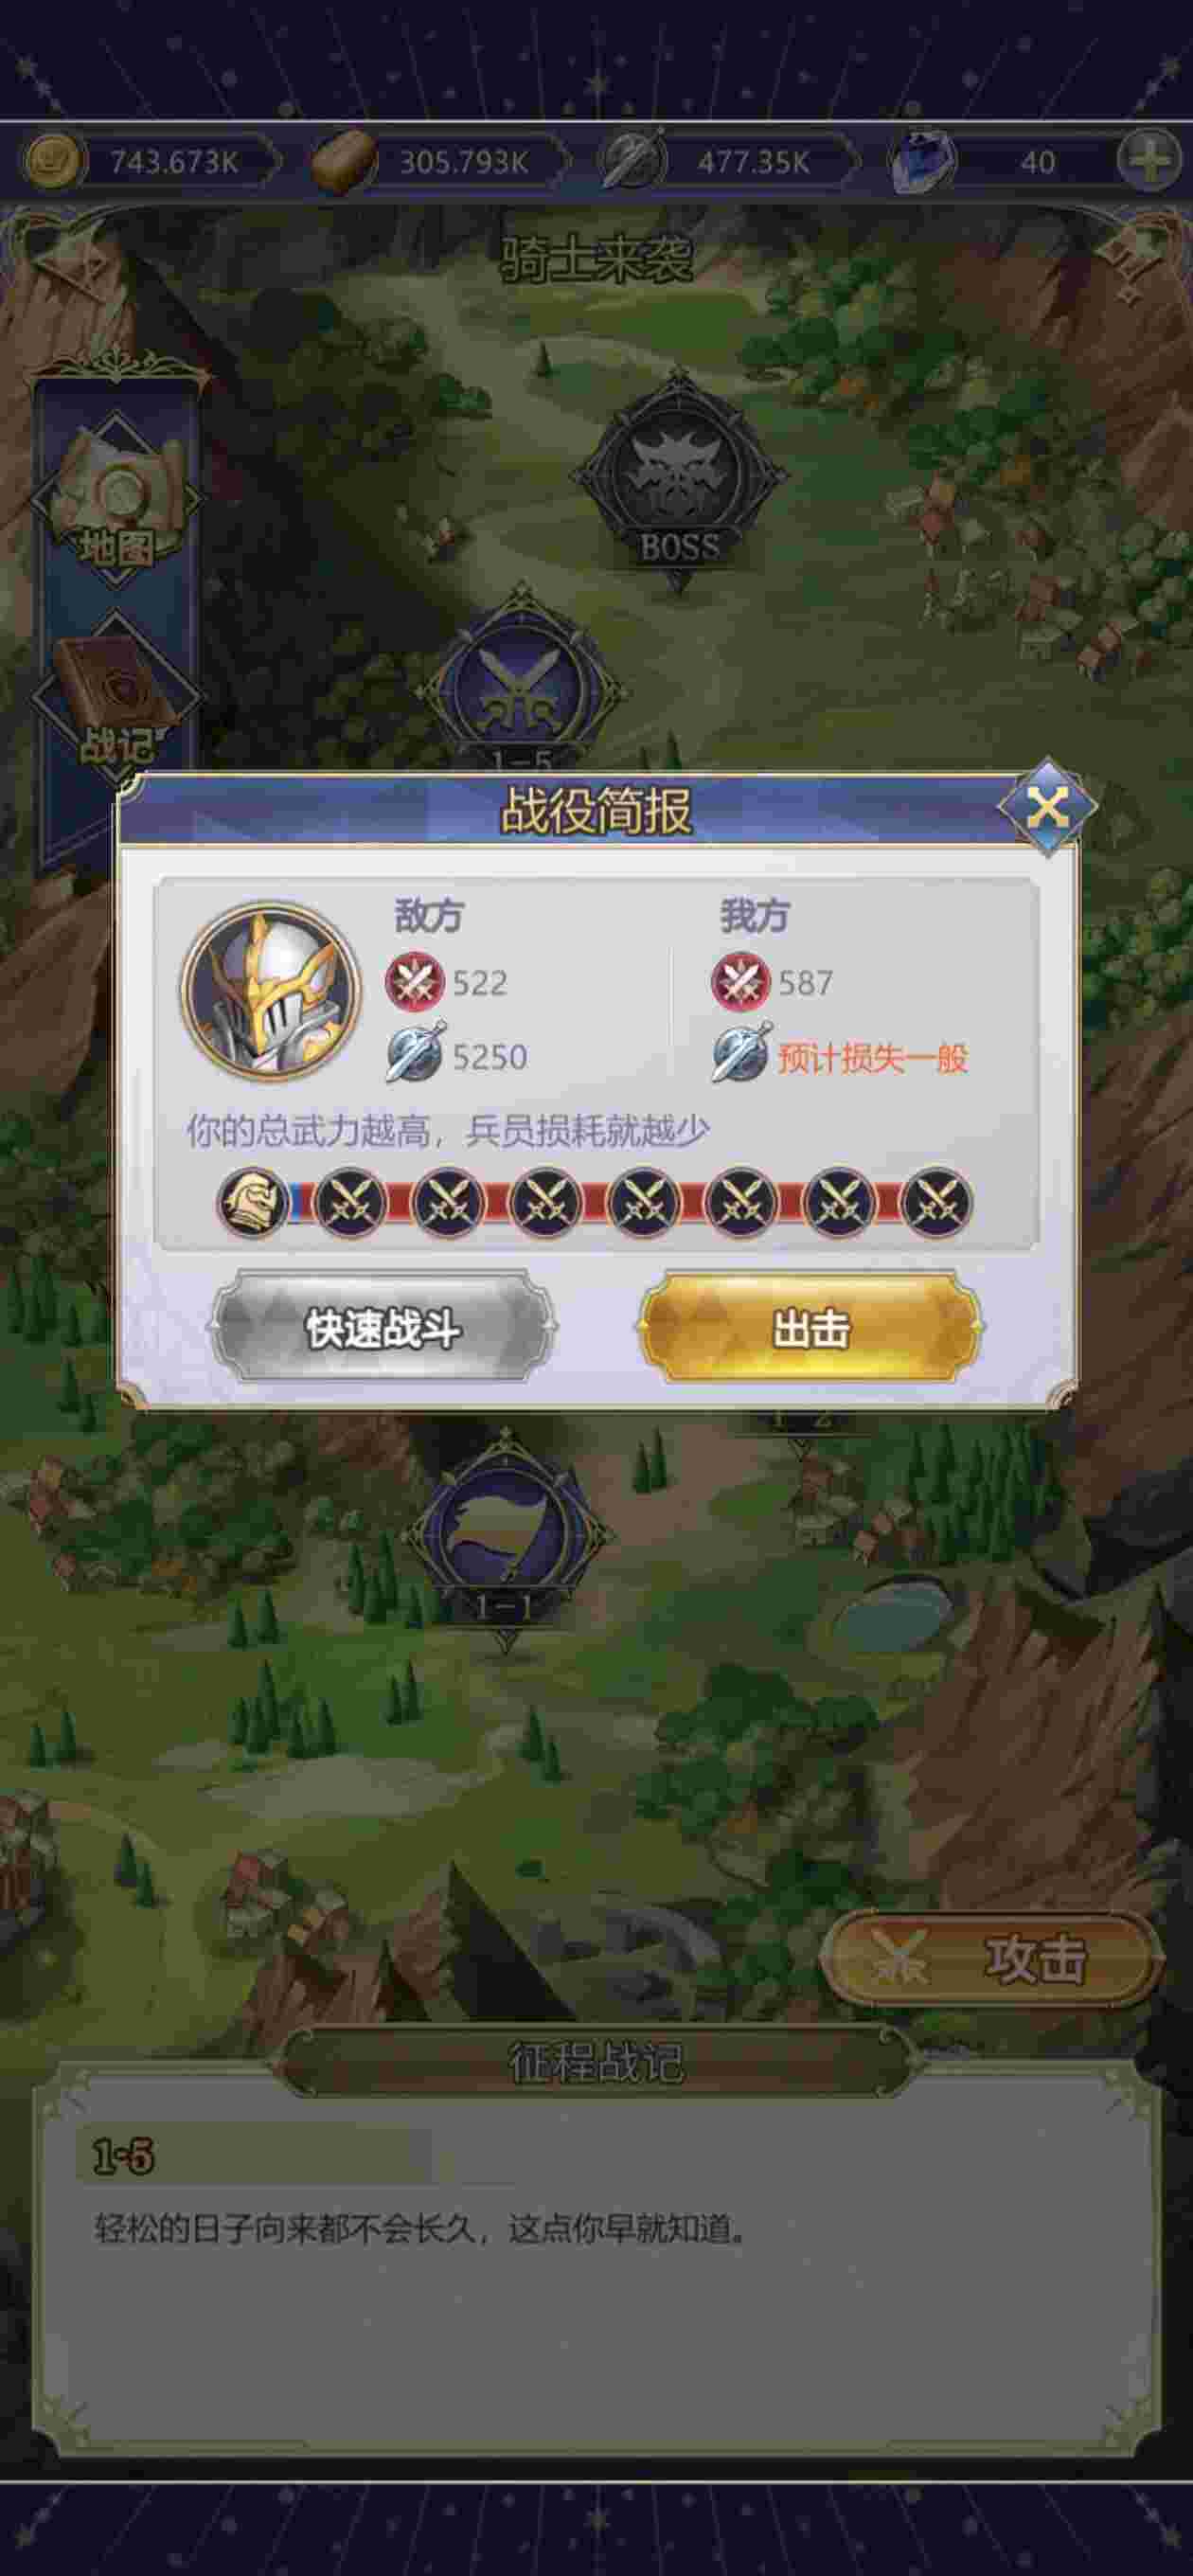 743.673K
305.793K
477.35K
40
骑士来袭
地图
BOSS
战记
1-5
战役简报
敌方
我方
522
587
5250
预计损失一般
你的总武力越高，兵员损耗就越少
快速战斗
出击
1-2
1-1
攻击
征程战记
1-5
轻松的日子向来都不会长久，这点你早就知道。